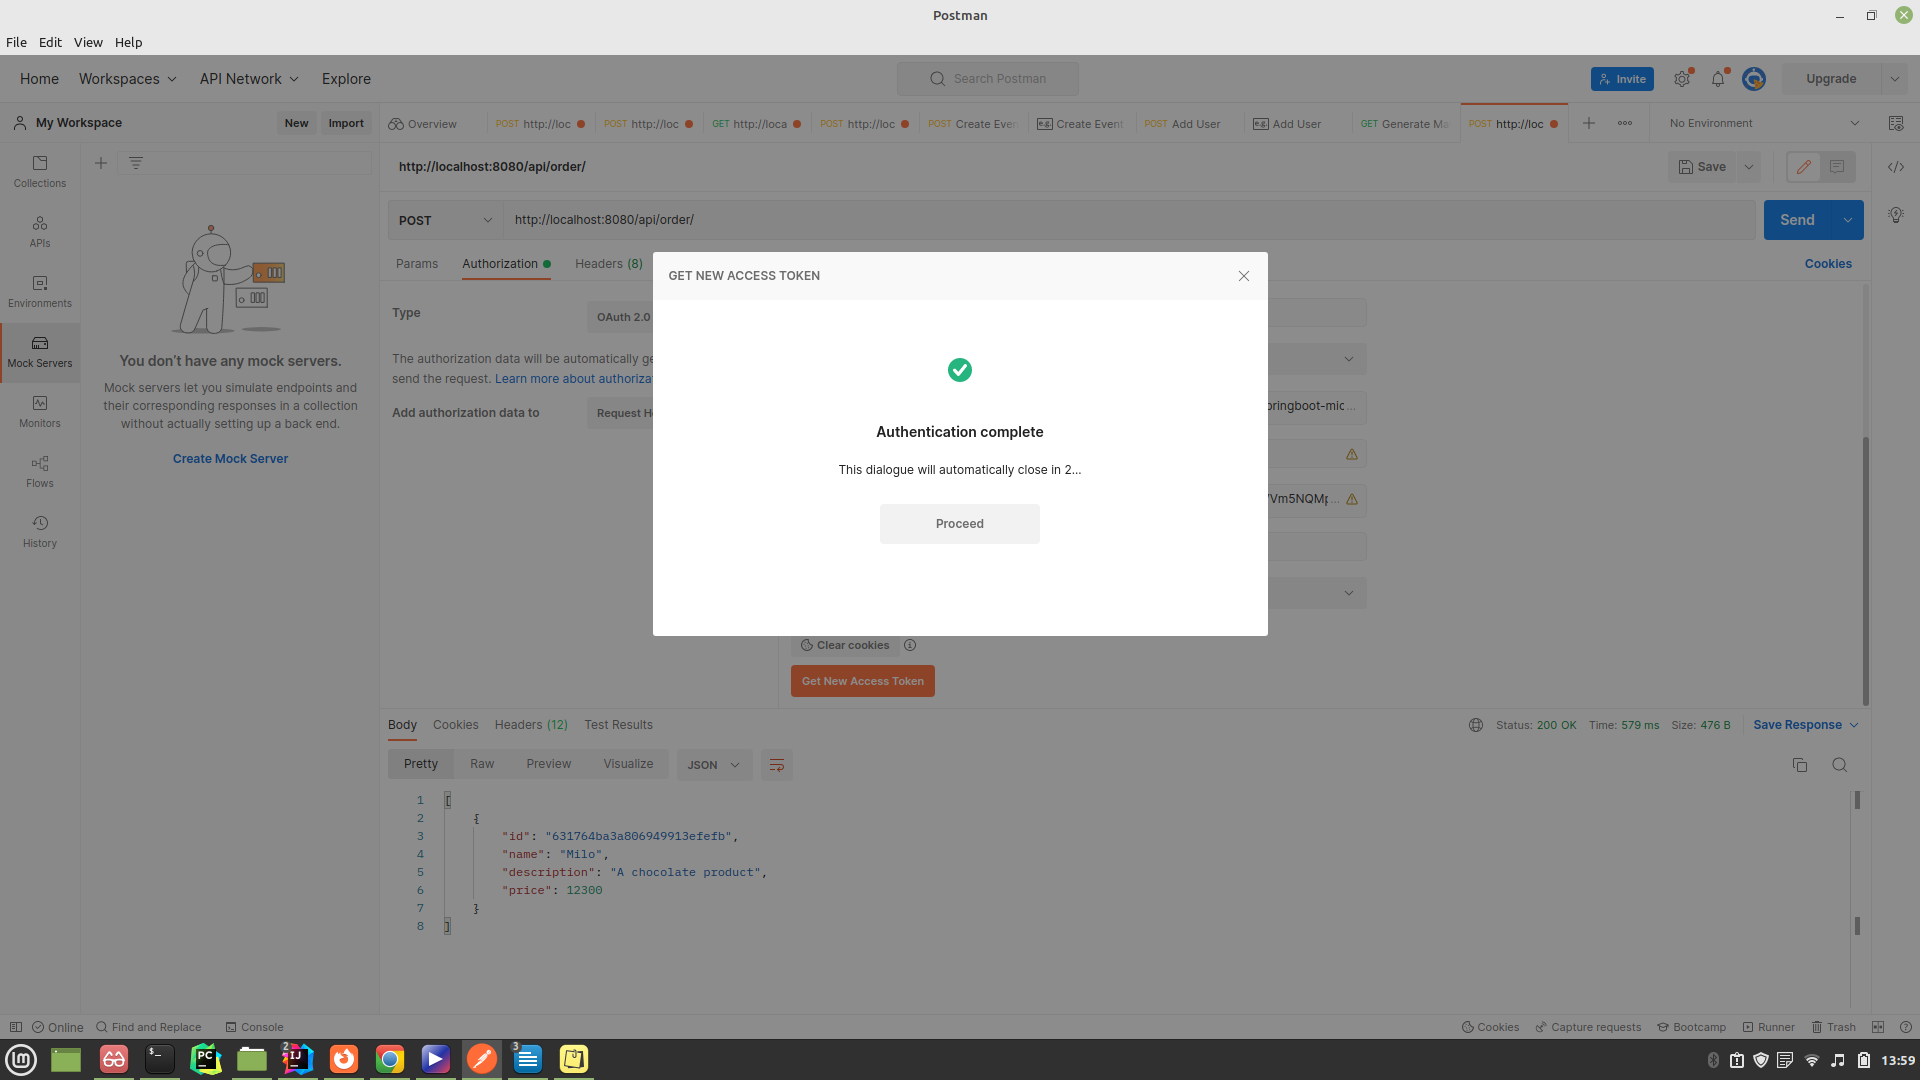 Postman
File Edit View Help
Home Workspaces API Network Explore
Search Postman
Invite
Upgrade
My Workspace
New Import
Overview
POST http://loc
POST http://loc
GET http://loca
POST http://loc
POST Create Eve
Create Event
POST Add User
Add User
GET Generate Ma
POST http://loc
No Environment
Collections
APIs
Environments
Mock Servers
Monitors
Flows
History
You don't have any mock servers.
Mock servers let you simulate endpoints and
their corresponding responses in a collection
without actually setting up a back end.
Create Mock Server
http://localhost:8080/api/order/
Save
POST http://localhost:8080/api/order/
Send
Params Authorization Headers (8)
Cookies
Type
OAuth 2.0
The authorization data will be automatically ge
send the request. Learn more about authoriza
Add authorization data to
Request He
GET NEW ACCESS TOKEN
Authentication complete
This dialogue will automatically close in 2...
Proceed
pringboot-mic...
Vm5NQMp...
Clear cookies
Get New Access Token
Body Cookies Headers (12) Test Results
Status: 200 OK Time: 579 ms Size: 476 B Save Response
Pretty Raw Preview Visualize JSON
1 [
2 {
3 "id": "631764ba3a806949913efefb",
4 "name": "Milo",
5 "description": "A chocolate product",
6 "price": 12300
7 }
8 ]
Online Find and Replace Console
Cookies Capture requests Bootcamp Runner Trash
PC
2
IJ
3
13:59